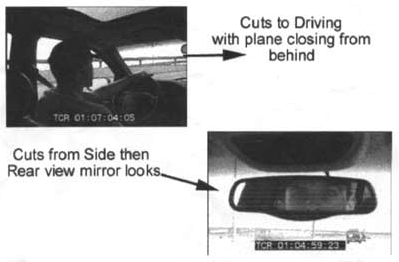 Cuts to Driving
with plane closing from
behind
TCR 01:07:04:05
Cuts from Side then
Rear view mirror looks
TCR 01:04:59:23